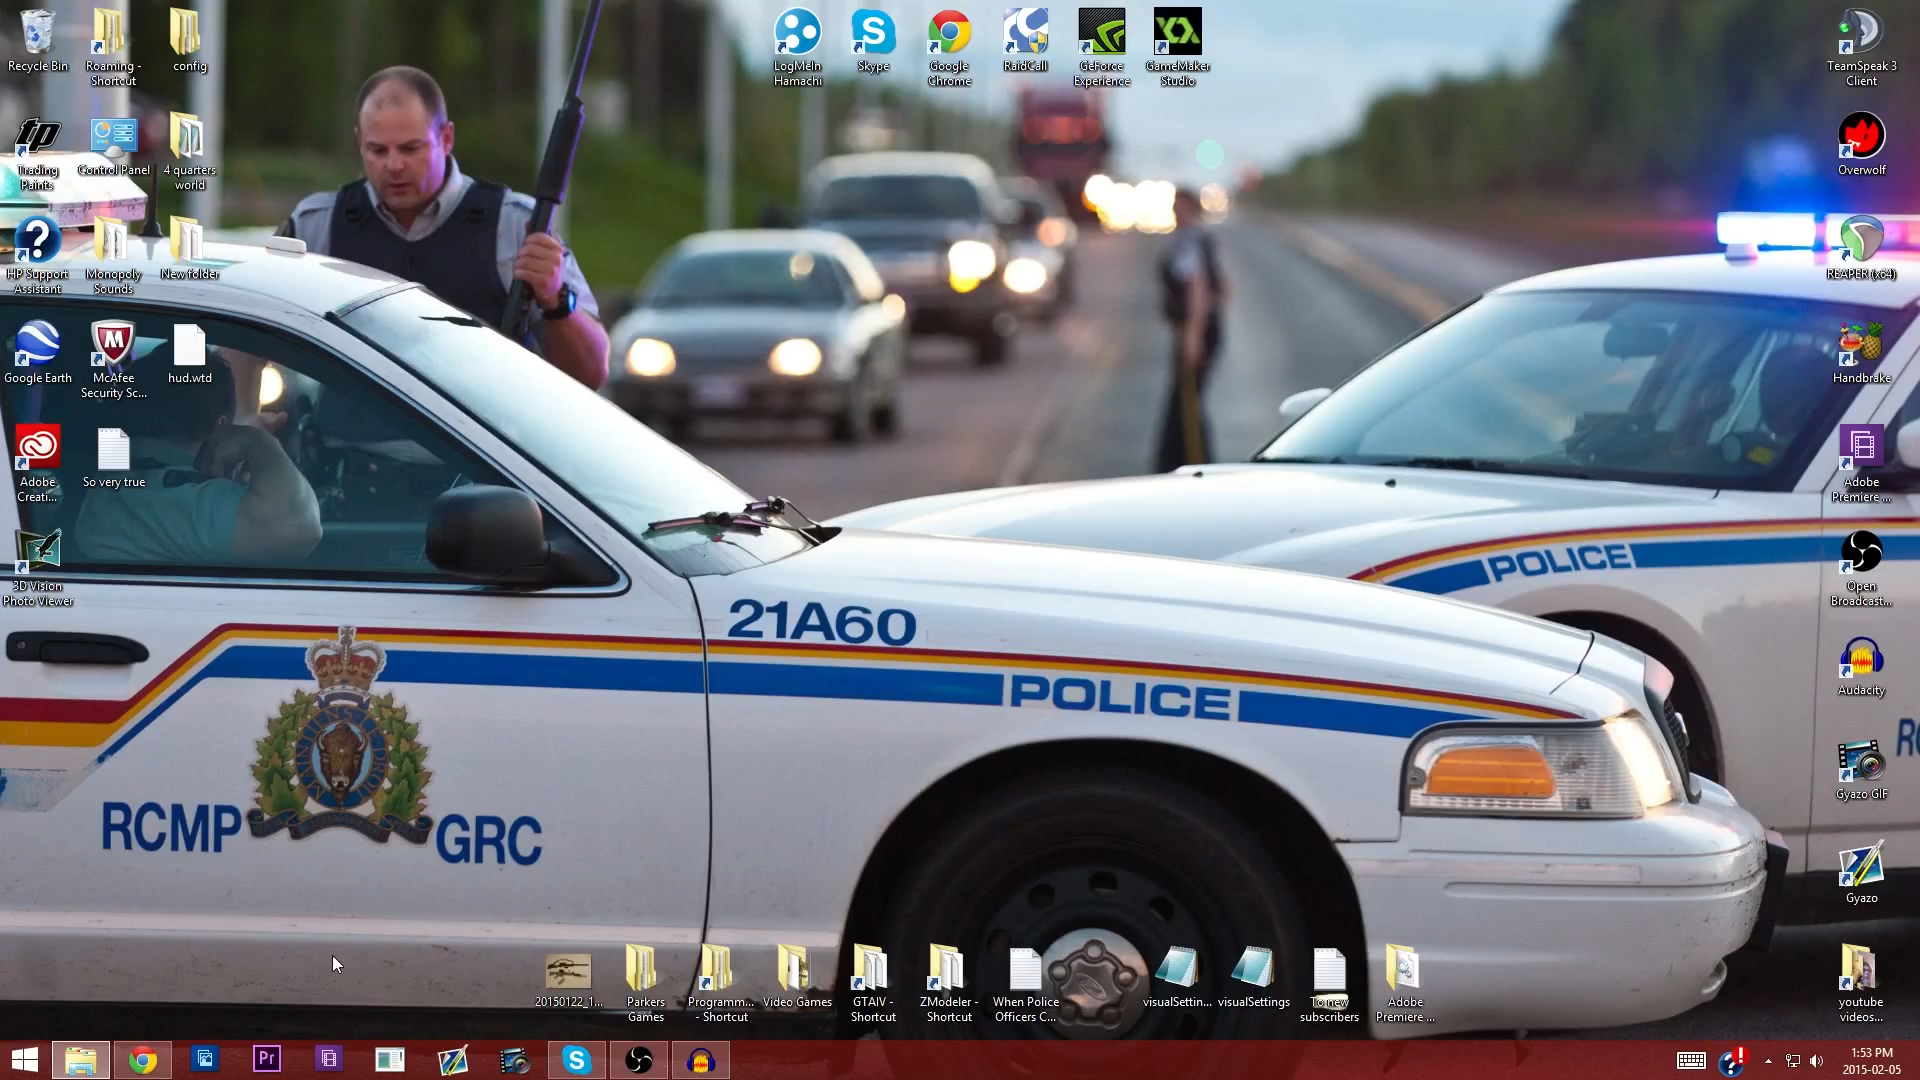 Recycle Bin
Roaming -
Shortcut
config
LogMeIn
Hamachi
Skype
Google
Chrome
RaidCall
GeForce
Experience
GameMaker
Studio
TeamSpeak 3
Client
tp
Trading
Paints
Control Panel
4 quarters
world
Overwolf
HP Support
Assistant
Monopoly
Sounds
New folder
REAPER (x64)
Google Earth
McAfee
Security Sc...
hud.wtd
Handbrake
Adobe
Creati...
So very true
Adobe
Premiere ...
3D Vision
Photo Viewer
POLICE
Open
Broadcast...
21A60
POLICE
Audacity
Gyazo GIF
RCMP
GRC
Gyazo
20150122_1...
Parkers
Games
Programm...
- Shortcut
Video Games
GTAIV -
Shortcut
ZModeler -
Shortcut
When Police
Officers C...
visualSettin...
visualSettings
To new
subscribers
Adobe
Premiere ...
youtube
videos...
Pr
1:53 PM
2015-02-05